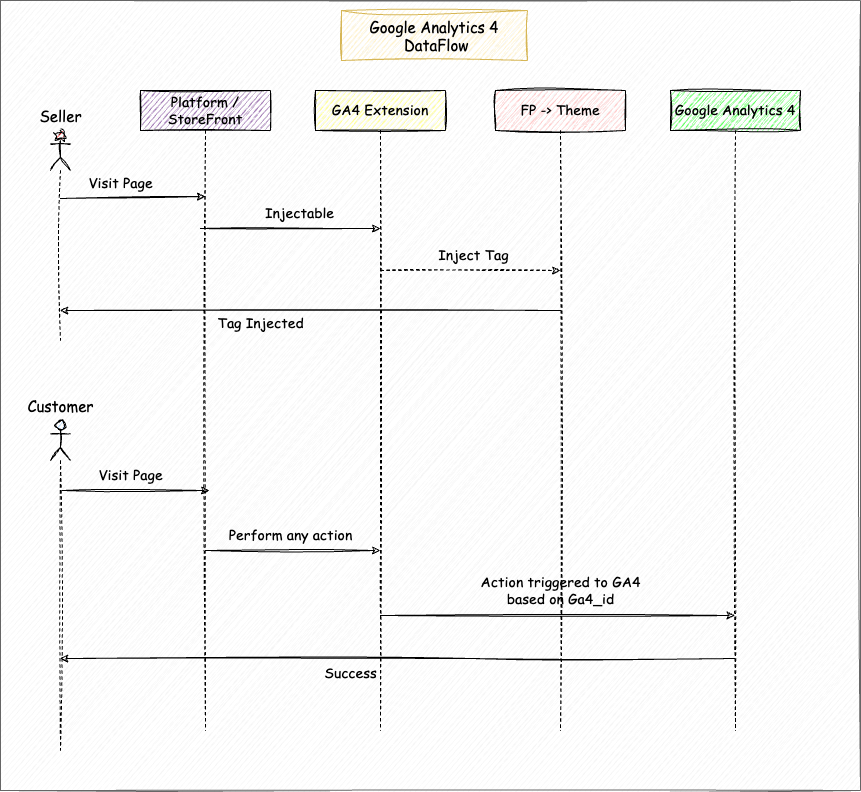 Google Analytics 4
DataFlow
Seller
Platform /
StoreFront
GA4 Extension
FP -> Theme
Google Analytics 4
Visit Page
Injectable
Inject Tag
Tag Injected
Customer
Visit Page
Perform any action
Action triggered to GA4
based on Ga4_id
Success